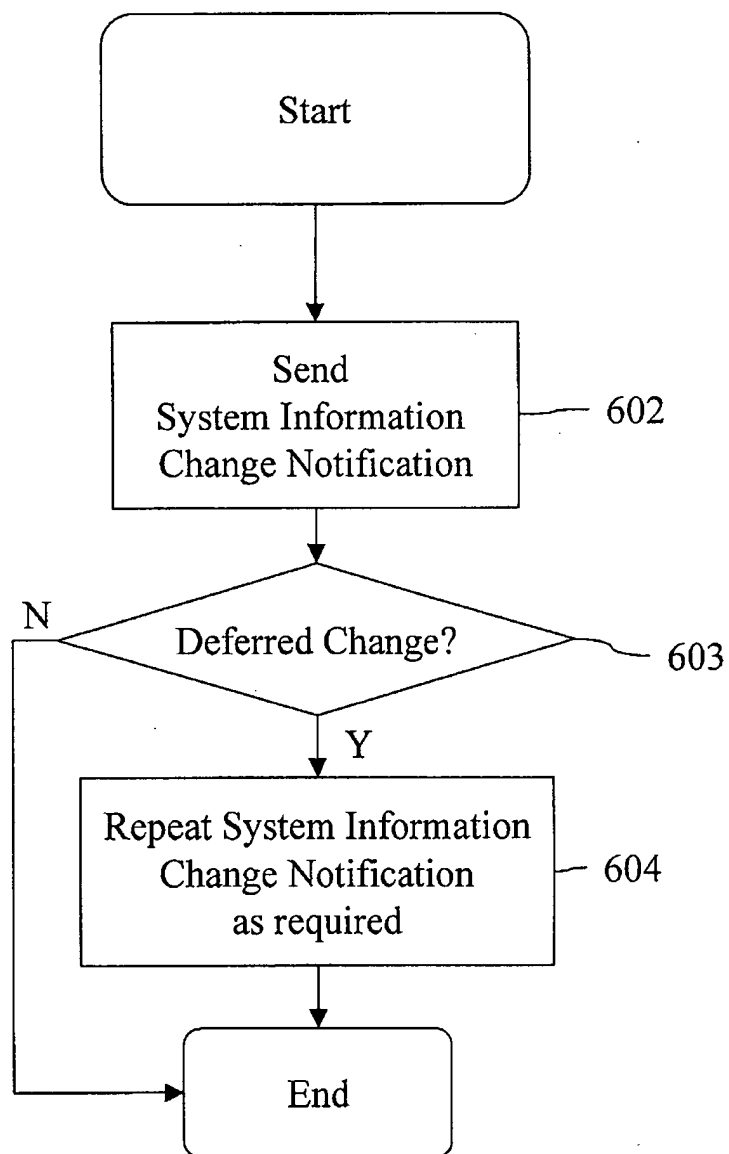 Start
Send
System Information
Change Notification
602
N
Deferred Change?
603
Y
Repeat System Information
Change Notification
as required
604
End